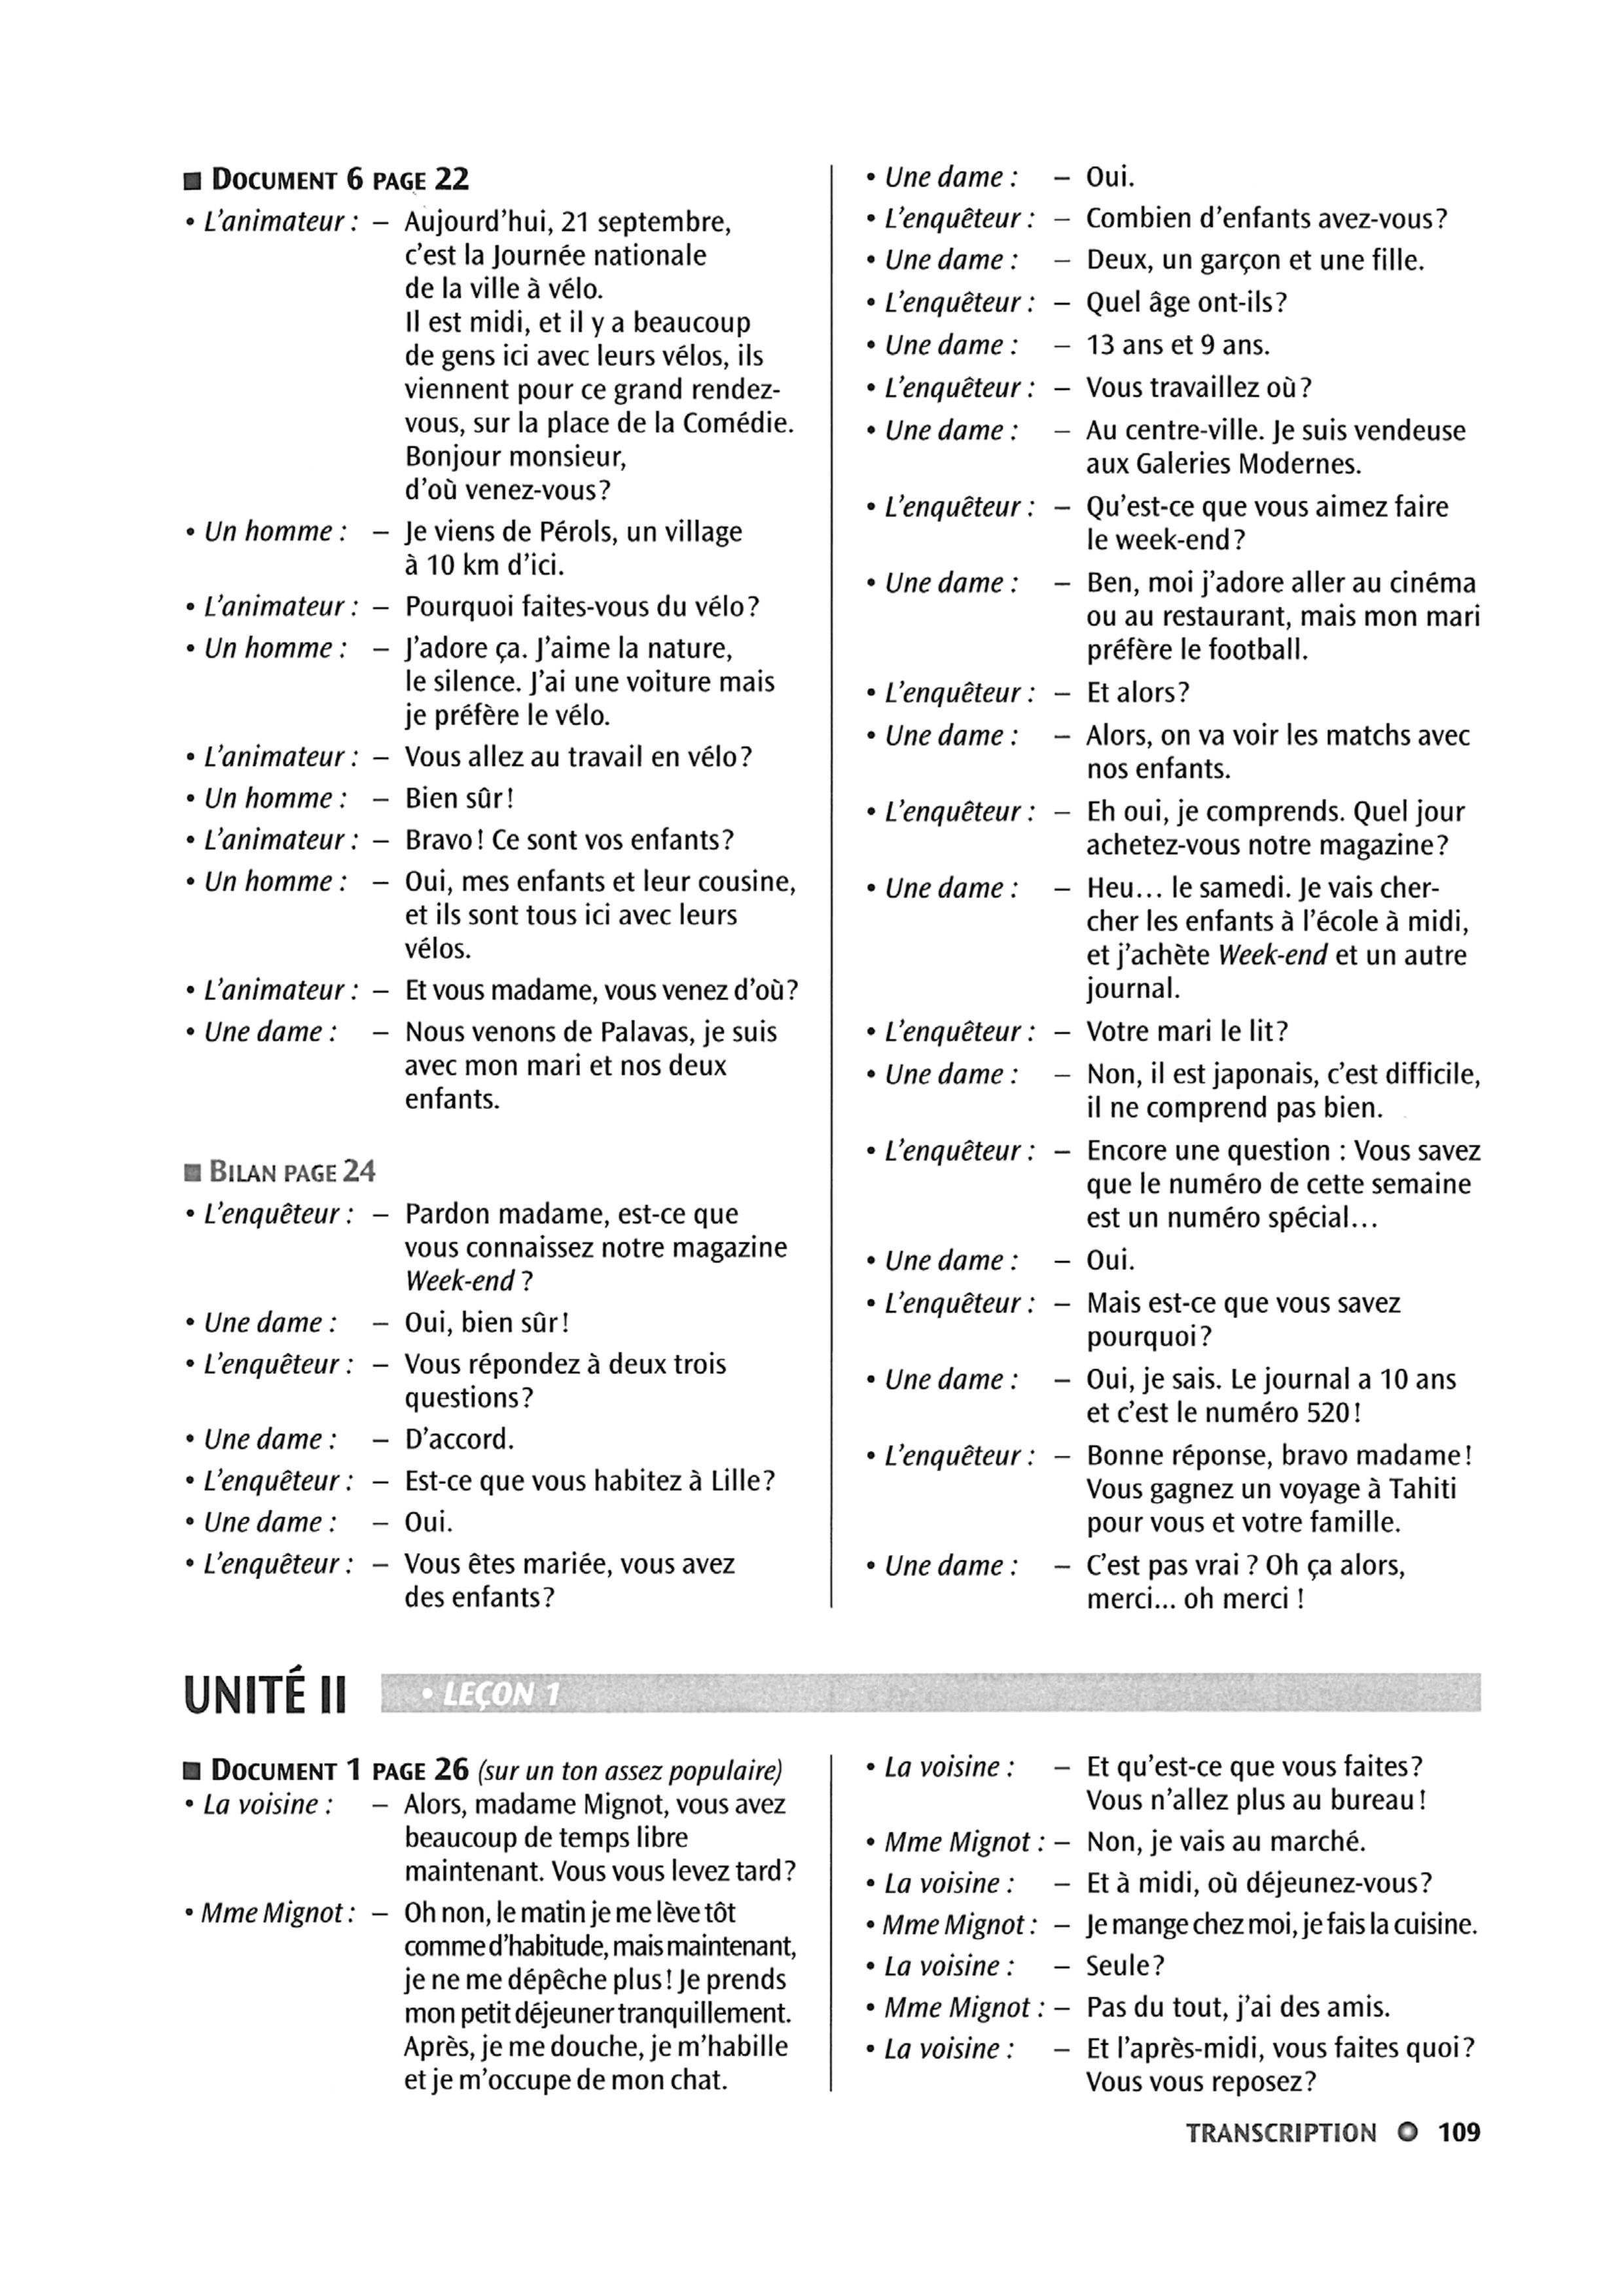 ■ DOCUMENT 6 PAGE 22
• L'animateur : – Aujourd'hui, 21 septembre,
c'est la Journée nationale
de la ville à vélo.
Il est midi, et il y a beaucoup
de gens ici avec leurs vélos, ils
viennent pour ce grand rendez-
vous, sur la place de la Comédie.
Bonjour monsieur,
d'où venez-vous?
• Un homme : – Je viens de Pérols, un village
à 10 km d'ici.
• L'animateur : – Pourquoi faites-vous du vélo?
• Un homme : – J'adore ça. J'aime la nature,
le silence. J'ai une voiture mais
je préfère le vélo.
• L'animateur : – Vous allez au travail en vélo?
• Un homme : – Bien sûr!
• L'animateur : – Bravo! Ce sont vos enfants?
• Un homme : – Oui, mes enfants et leur cousine,
et ils sont tous ici avec leurs
vélos.
• L'animateur : – Et vous madame, vous venez d'où?
• Une dame : – Nous venons de Palavas, je suis
avec mon mari et nos deux
enfants.
■ BILAN PAGE 24
• L'enquêteur : – Pardon madame, est-ce que
vous connaissez notre magazine
Week-end ?
• Une dame : – Oui, bien sûr!
• L'enquêteur : – Vous répondez à deux trois
questions?
• Une dame : – D'accord.
• L'enquêteur : – Est-ce que vous habitez à Lille?
• Une dame : – Oui.
• L'enquêteur : – Vous êtes mariée, vous avez
des enfants?
• Une dame : – Oui.
• L'enquêteur : – Combien d'enfants avez-vous?
• Une dame : – Deux, un garçon et une fille.
• L'enquêteur : – Quel âge ont-ils?
• Une dame : – 13 ans et 9 ans.
• L'enquêteur : – Vous travaillez où?
• Une dame : – Au centre-ville. Je suis vendeuse
aux Galeries Modernes.
• L'enquêteur : – Qu'est-ce que vous aimez faire
le week-end?
• Une dame : – Ben, moi j'adore aller au cinéma
ou au restaurant, mais mon mari
préfère le football.
• L'enquêteur : – Et alors?
• Une dame : – Alors, on va voir les matchs avec
nos enfants.
• L'enquêteur : – Eh oui, je comprends. Quel jour
achetez-vous notre magazine?
• Une dame : – Heu... le samedi. Je vais cher-
cher les enfants à l'école à midi,
et j'achète Week-end et un autre
journal.
• L'enquêteur : – Votre mari le lit?
• Une dame : – Non, il est japonais, c'est difficile,
il ne comprend pas bien.
• L'enquêteur : – Encore une question : Vous savez
que le numéro de cette semaine
est un numéro spécial...
• Une dame : – Oui.
• L'enquêteur : – Mais est-ce que vous savez
pourquoi?
• Une dame : – Oui, je sais. Le journal a 10 ans
et c'est le numéro 520!
• L'enquêteur : – Bonne réponse, bravo madame!
Vous gagnez un voyage à Tahiti
pour vous et votre famille.
• Une dame : – C'est pas vrai ? Oh ça alors,
merci... oh merci !
UNITÉ II • LEÇON 1
■ DOCUMENT 1 PAGE 26 (sur un ton assez populaire)
• La voisine : – Alors, madame Mignot, vous avez
beaucoup de temps libre
maintenant. Vous vous levez tard?
• Mme Mignot : – Oh non, le matin je me lève tôt
comme d'habitude, mais maintenant,
je ne me dépêche plus! Je prends
mon petit déjeuner tranquillement.
Après, je me douche, je m'habille
et je m'occupe de mon chat.
• La voisine : – Et qu'est-ce que vous faites?
Vous n'allez plus au bureau!
• Mme Mignot : – Non, je vais au marché.
• La voisine : – Et à midi, où déjeunez-vous?
• Mme Mignot : – Je mange chez moi, je fais la cuisine.
• La voisine : – Seule?
• Mme Mignot : – Pas du tout, j'ai des amis.
• La voisine : – Et l'après-midi, vous faites quoi?
Vous vous reposez?
TRANSCRIPTION 109